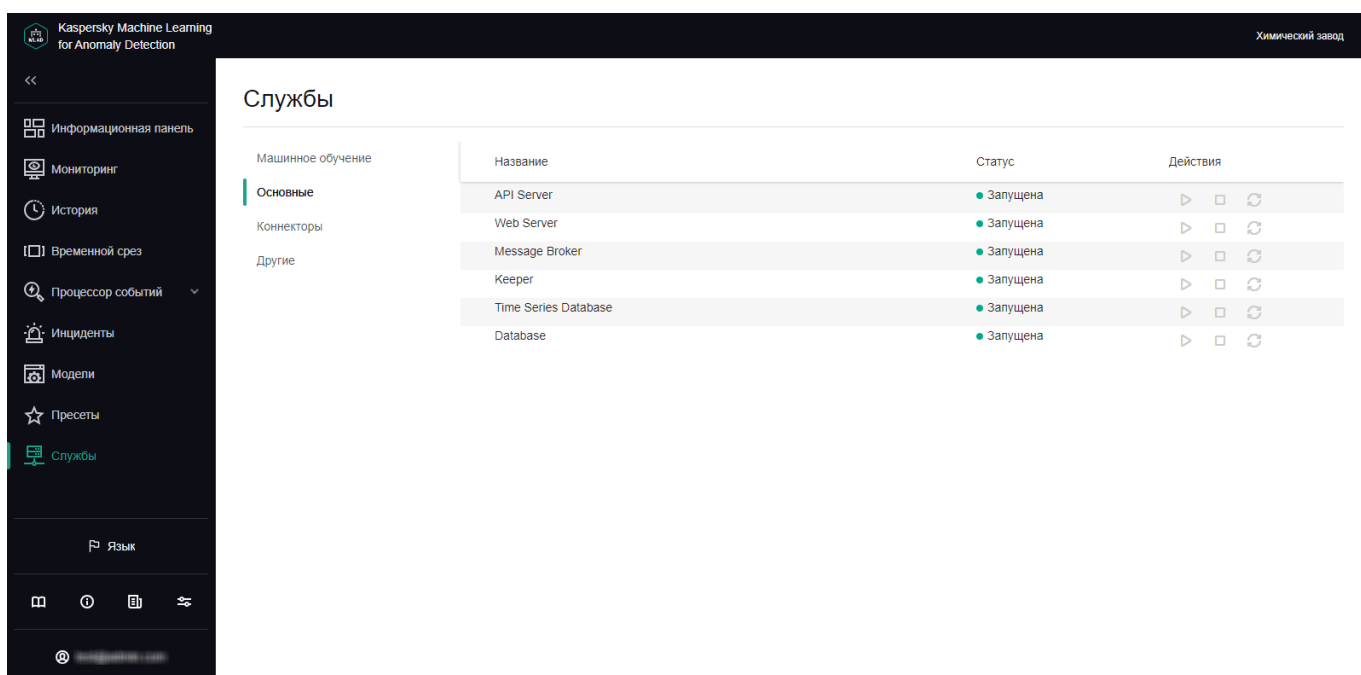 Kaspersky Machine Learning
for Anomaly Detection
Химический завод
Информационная панель
Мониторинг
История
Временной срез
Процессор событий
Инциденты
Модели
Пресеты
Службы
Язык
Службы
Машинное обучение
Основные
Коннекторы
Другие
Название Статус Действия
API Server Запущена
Web Server Запущена
Message Broker Запущена
Keeper Запущена
Time Series Database Запущена
Database Запущена